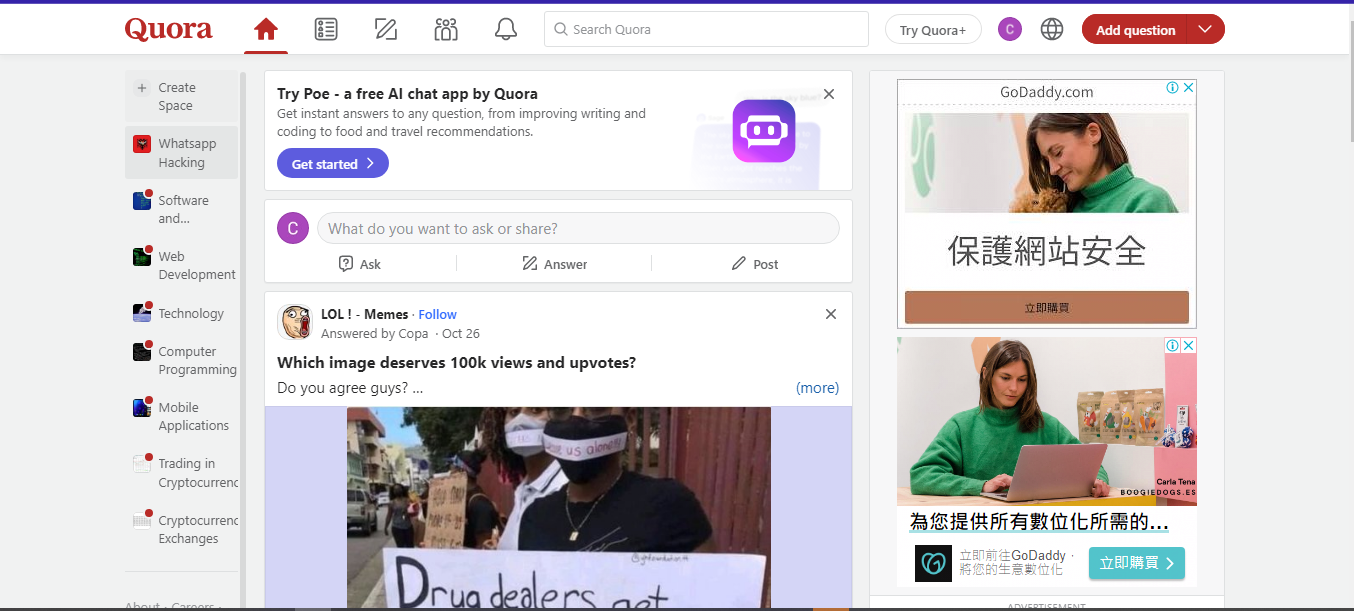 Quora
Search Quora
Try Quora+
C
Add question
Create
Space
Whatsapp
Hacking
Software
and...
Web
Development
Technology
Computer
Programming
Mobile
Applications
Trading in
Cryptocurrenc
Cryptocurrenc
Exchanges
About · Careers ·
Try Poe - a free AI chat app by Quora
Get instant answers to any question, from improving writing and
coding to food and travel recommendations.
Get started
C
What do you want to ask or share?
Ask
Answer
Post
LOL ! - Memes · Follow
Answered by Copa · Oct 26
Which image deserves 100k views and upvotes?
Do you agree guys? ...
(more)
us alone
Drug dealers get
GoDaddy.com
保護網站安全
立即購買
Carla Tena
BOOGIEDOGS.ES
為您提供所有數位化所需的...
立即前往GoDaddy ·
將您的生意數位化
立即購買
ADVERTISEMENT